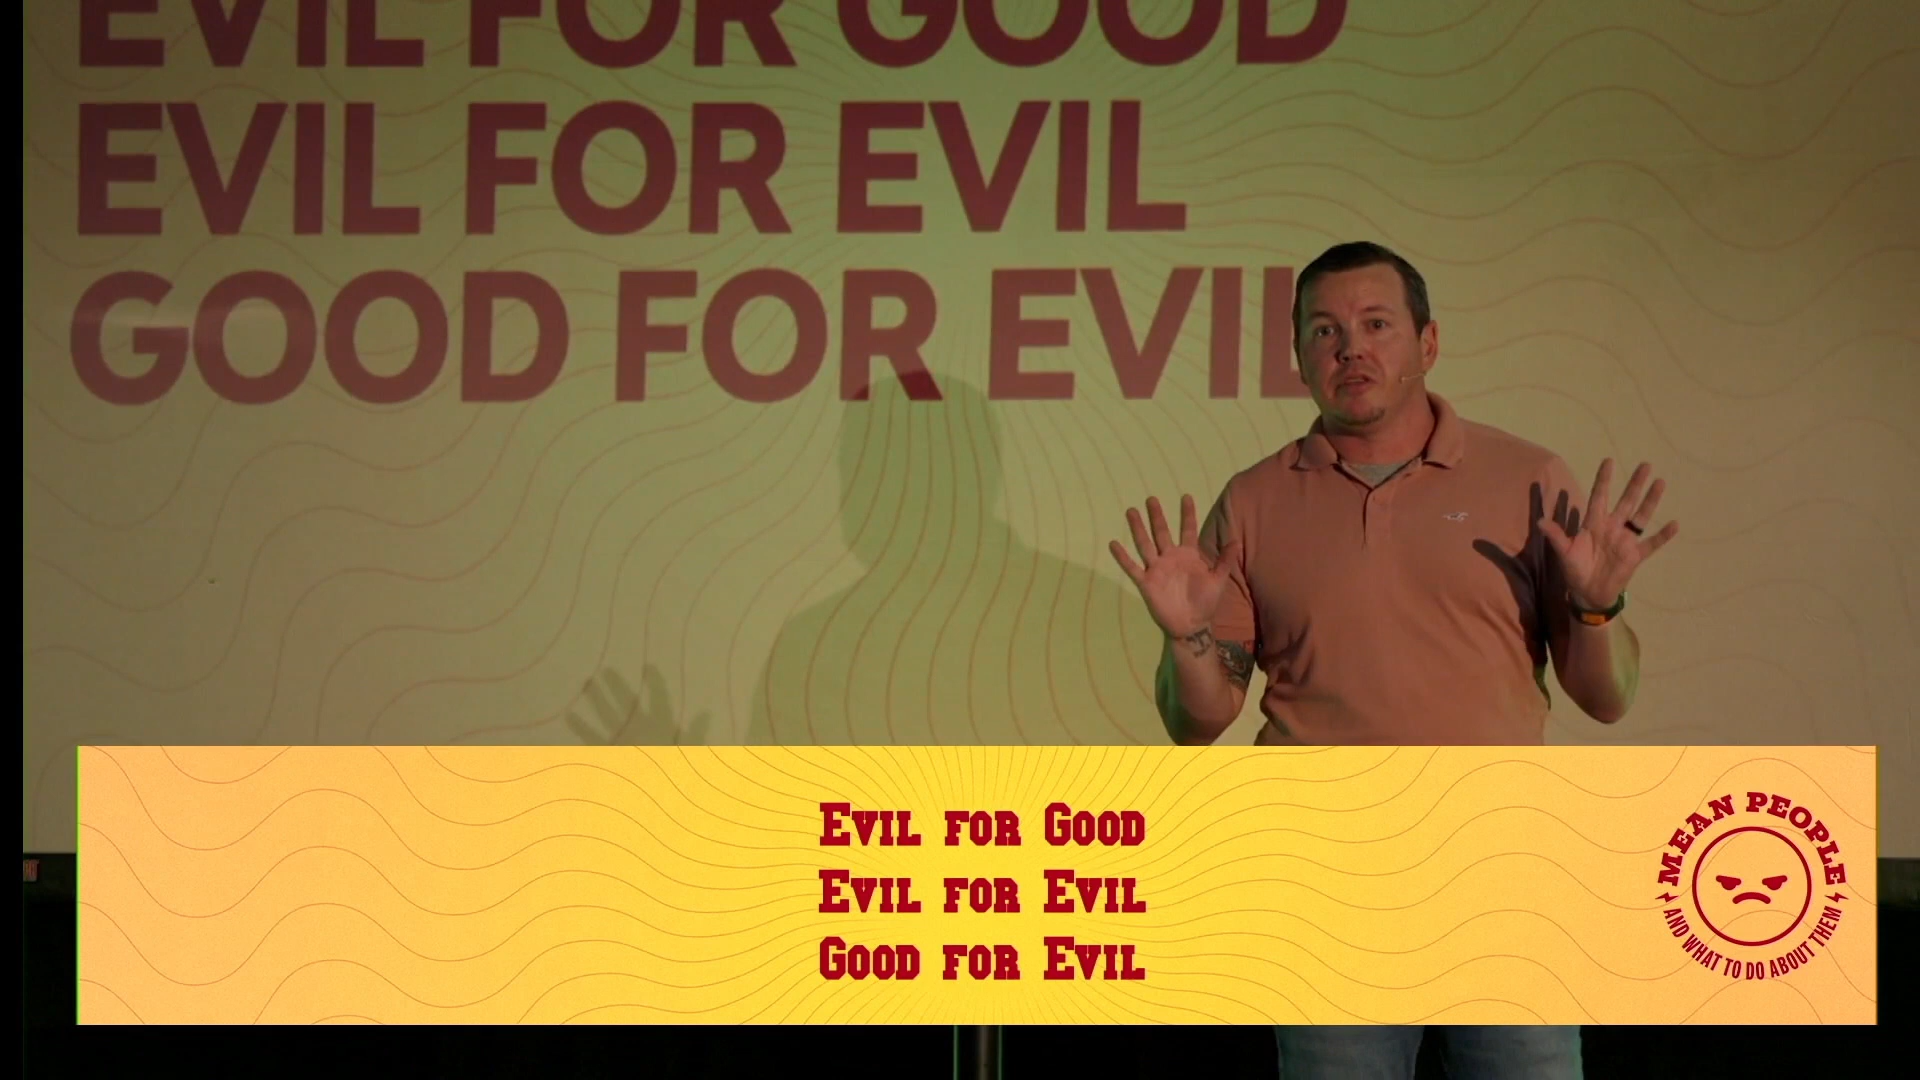 EVIL FOR GOOD
EVIL FOR EVIL
GOOD FOR EVIL
Evil for Good
Evil for Evil
Good for Evil
MEAN PEOPLE
AND WHAT TO DO ABOUT THEM